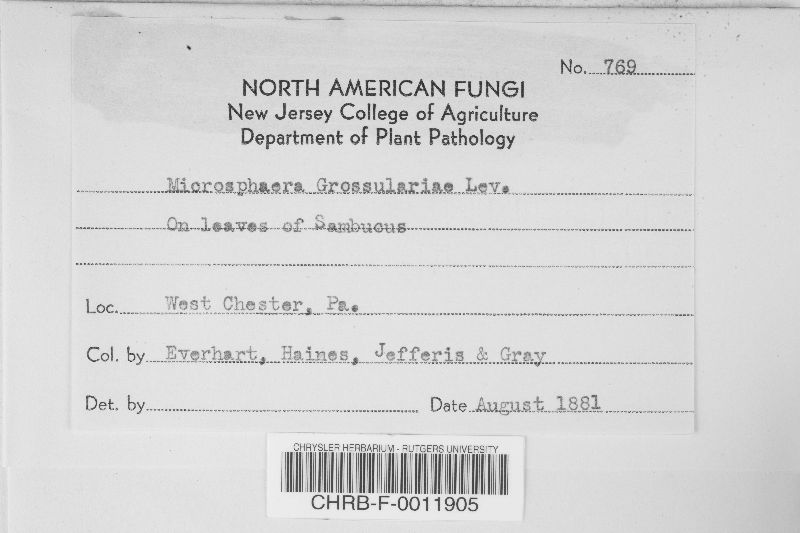 No. 769
NORTH AMERICAN FUNGI
New Jersey College of Agriculture
Department of Plant Pathology
Microsphaera Grossulariae Lev.
On leaves of Sambucus
Loc. West Chester, Pa.
Col. by Everhart, Haines, Jefferis & Gray
Det. by
Date August 1881
CHRYSLER HERBARIUM - RUTGERS UNIVERSITY
CHRB-F-0011905